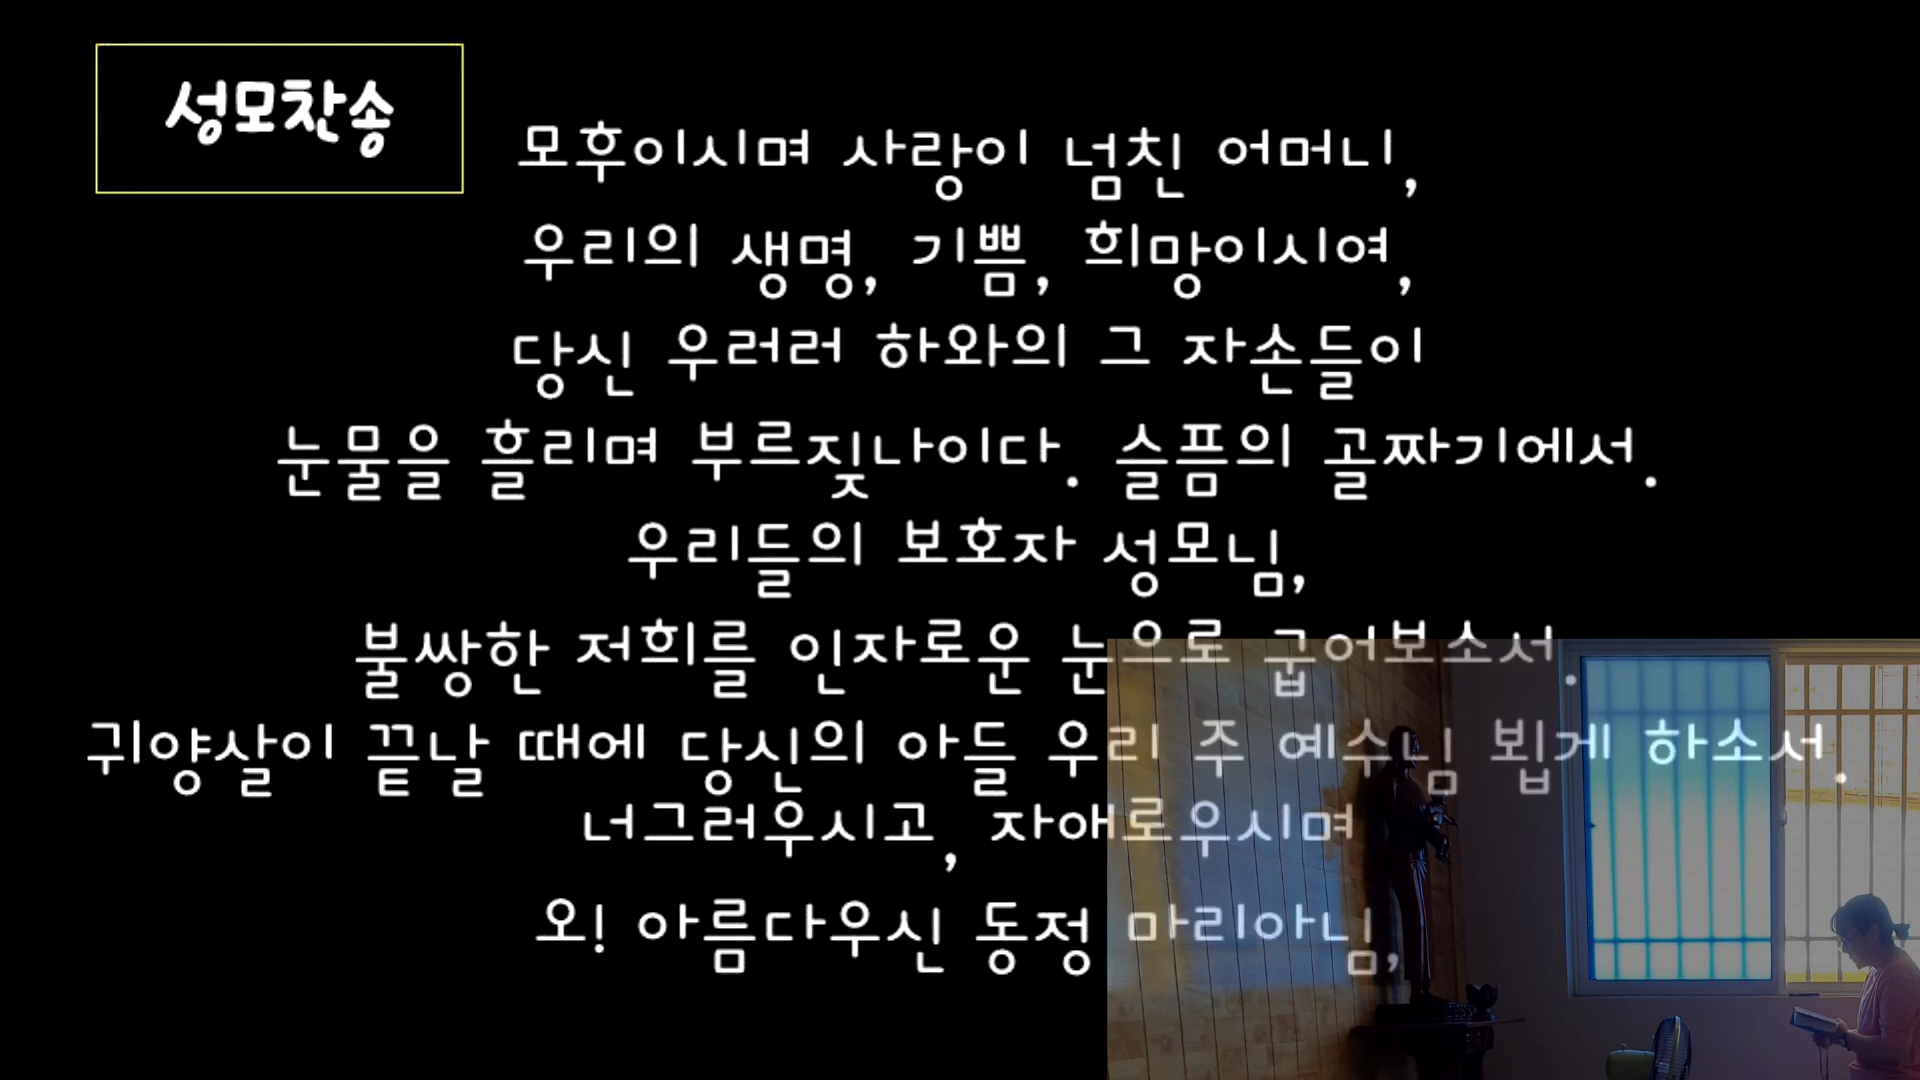 성모찬송
모후이시며 사랑이 넘친 어머니,
우리의 생명, 기쁨, 희망이시여,
당신 우러러 하와의 그 자손들이
눈물을 흘리며 부르짖나이다. 슬픔의 골짜기에서.
우리들의 보호자 성모님,
불쌍한 저희를 인자로운 눈으로 굽어보소서.
귀양살이 끝날 때에 당신의 아들 우리 주 예수님 뵙게 하소서.
너그러우시고, 자애로우시며
오! 아름다우신 동정 마리아님,